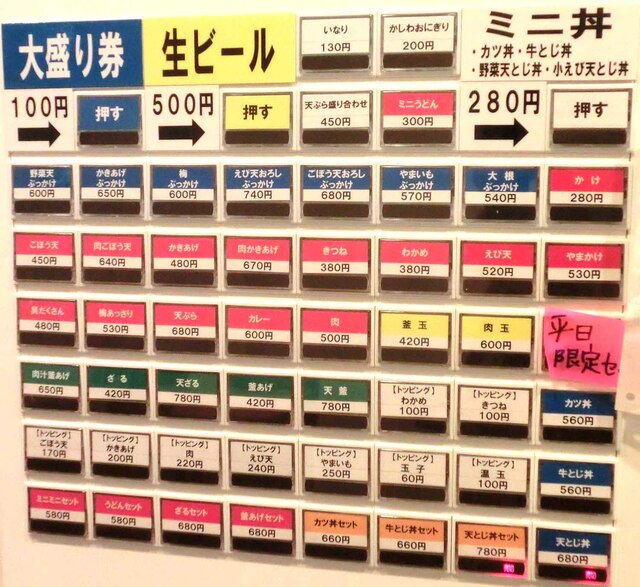 大盛り券
生ビール
いなり
130円
かしわおにぎり
200円
ミニ丼
・カツ丼・牛とじ丼
・野菜天とじ丼・小えび天とじ丼
100円
押す
500円
押す
天ぷら盛り合わせ
450円
ミニうどん
300円
280円
押す
野菜天
ぶっかけ
600円
かきあげ
ぶっかけ
650円
梅
ぶっかけ
600円
えび天おろし
ぶっかけ
740円
ごぼう天おろし
ぶっかけ
680円
やまいも
ぶっかけ
570円
大根
ぶっかけ
540円
かけ
280円
ごぼう天
450円
肉ごぼう天
640円
かきあげ
480円
肉かきあげ
670円
きつね
380円
わかめ
380円
えび天
520円
やまかけ
530円
具だくさん
480円
梅あっさり
530円
天ぷら
680円
カレー
600円
肉
500円
釜玉
420円
肉玉
600円
平日
限定セ
肉汁釜あげ
650円
ざる
420円
天ざる
780円
釜あげ
420円
天釜
780円
【トッピング】
わかめ
100円
【トッピング】
きつね
100円
カツ丼
560円
【トッピング】
ごぼう天
170円
【トッピング】
かきあげ
200円
【トッピング】
肉
220円
【トッピング】
えび天
240円
【トッピング】
やまいも
250円
【トッピング】
玉子
60円
【トッピング】
温玉
100円
牛とじ丼
560円
ミニミニセット
580円
うどんセット
580円
ざるセット
680円
釜あげセット
680円
カツ丼セット
660円
牛とじ丼セット
660円
天とじ丼セット
780円
天とじ丼
680円